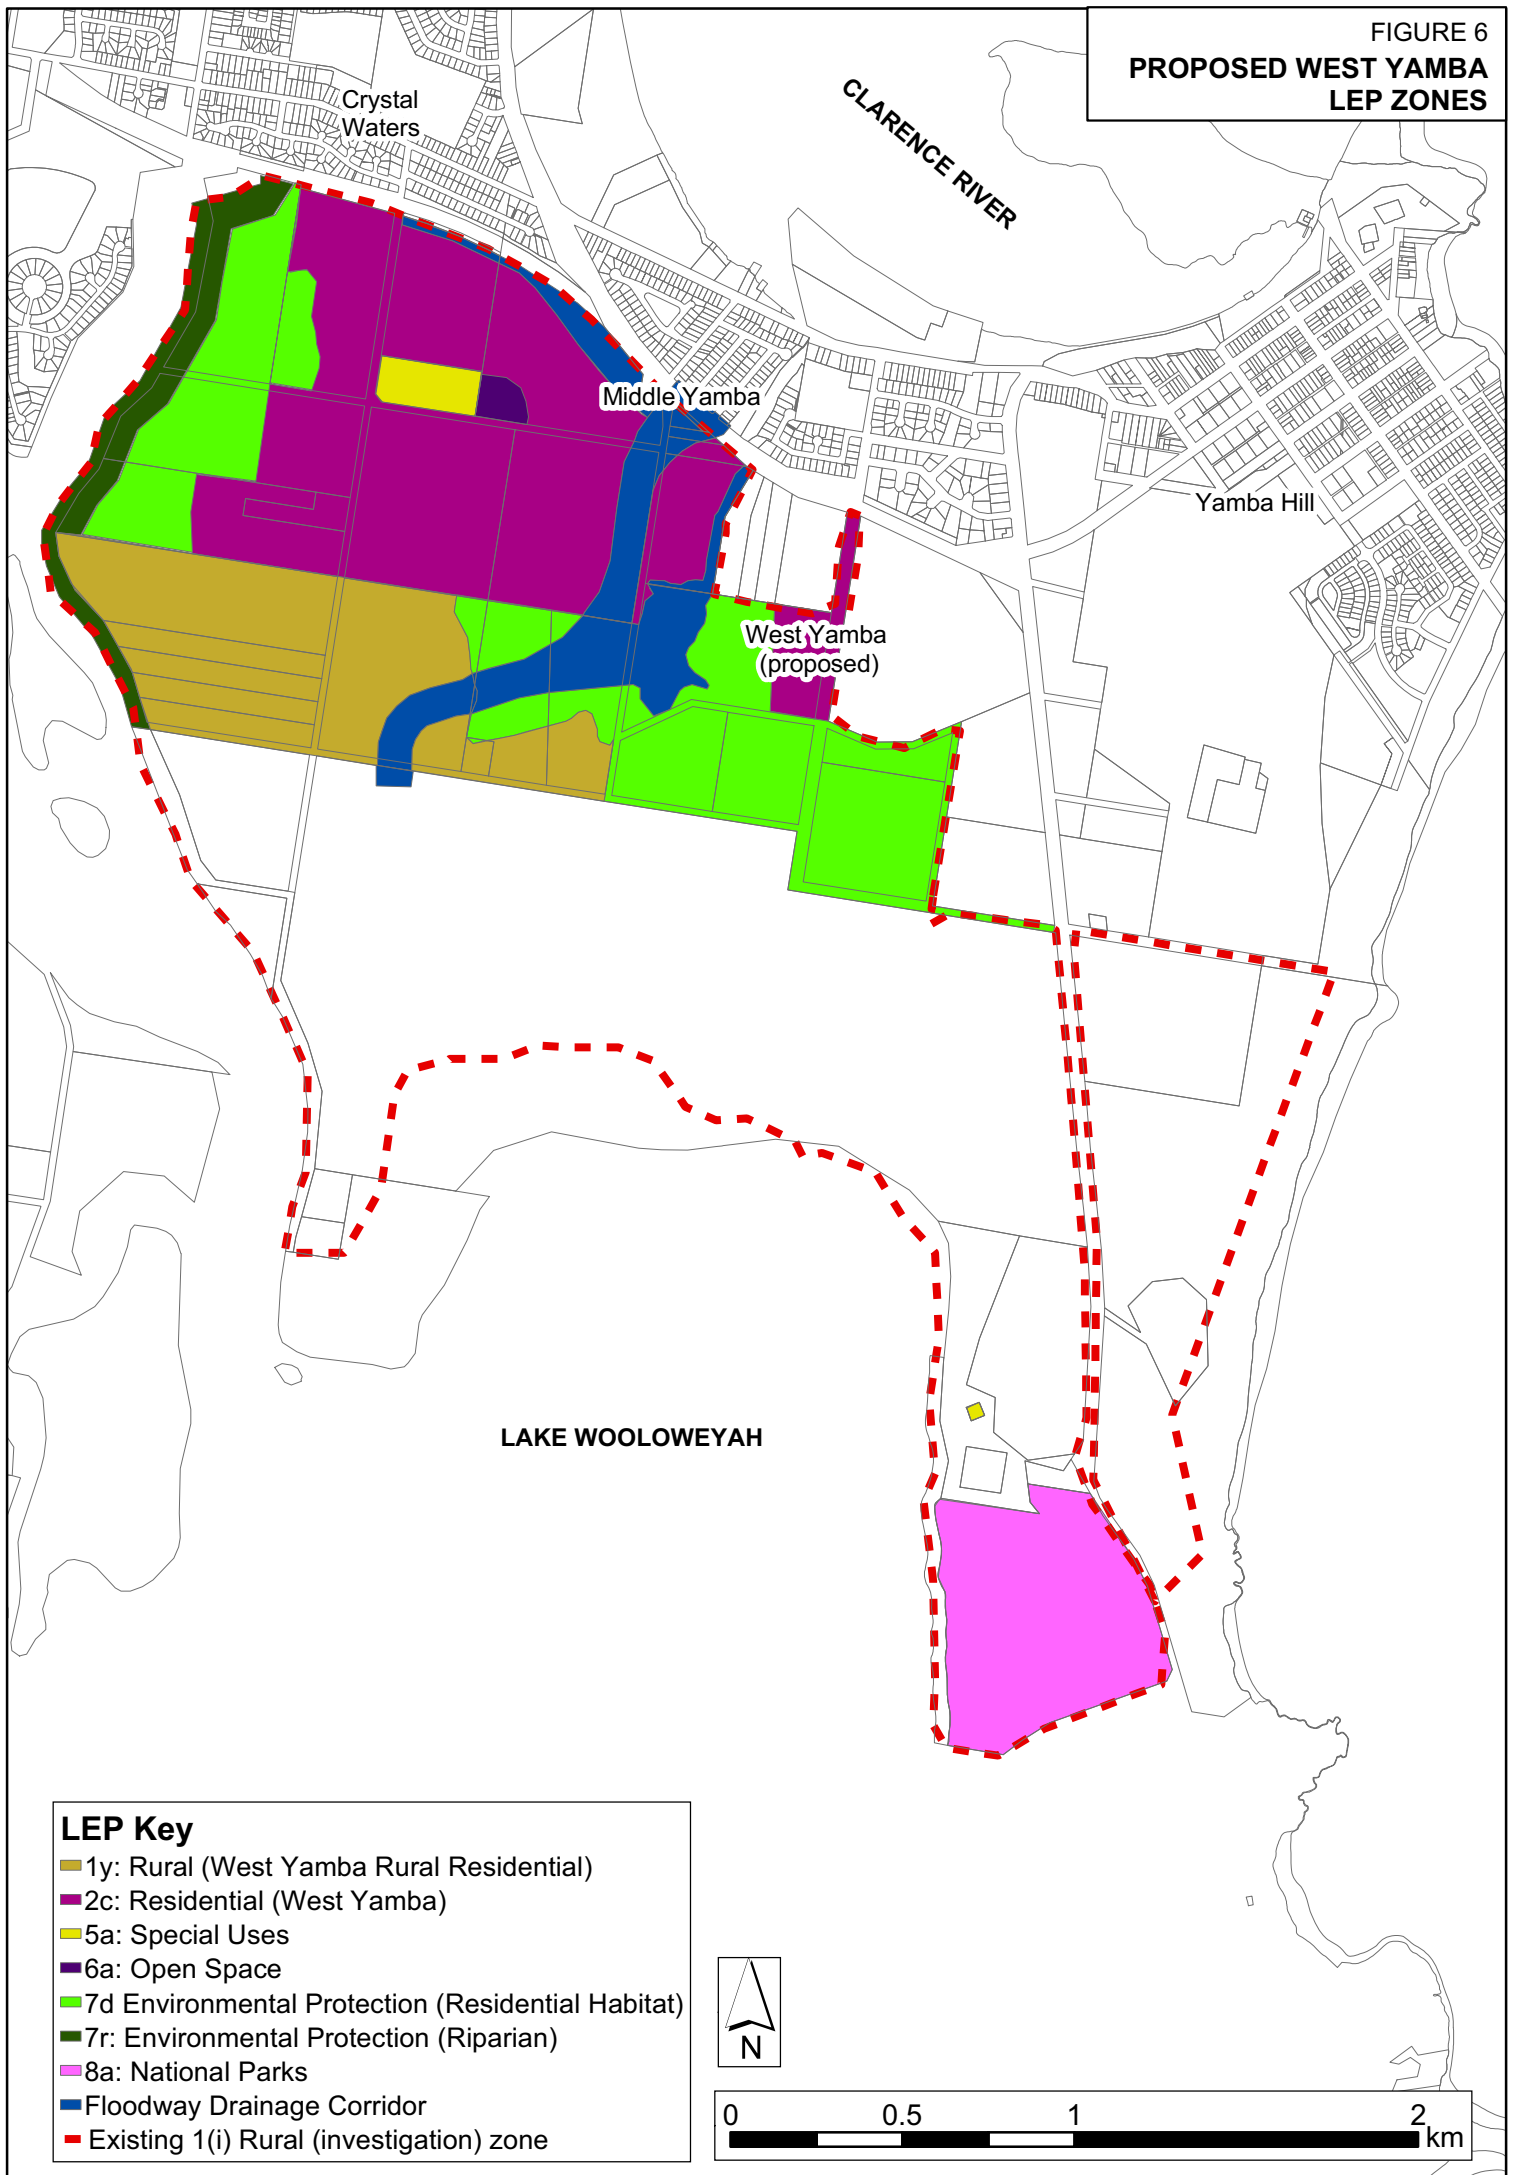 FIGURE 6
PROPOSED WEST YAMBA
LEP ZONES
Crystal
Waters
CLARENCE RIVER
Middle Yamba
Yamba Hill
West Yamba
(proposed)
LAKE WOOLOWEYAH
LEP Key
1y: Rural (West Yamba Rural Residential)
2c: Residential (West Yamba)
5a: Special Uses
6a: Open Space
7d Environmental Protection (Residential Habitat)
7r: Environmental Protection (Riparian)
8a: National Parks
Floodway Drainage Corridor
Existing 1(i) Rural (investigation) zone
N
0 0.5 1 2
km